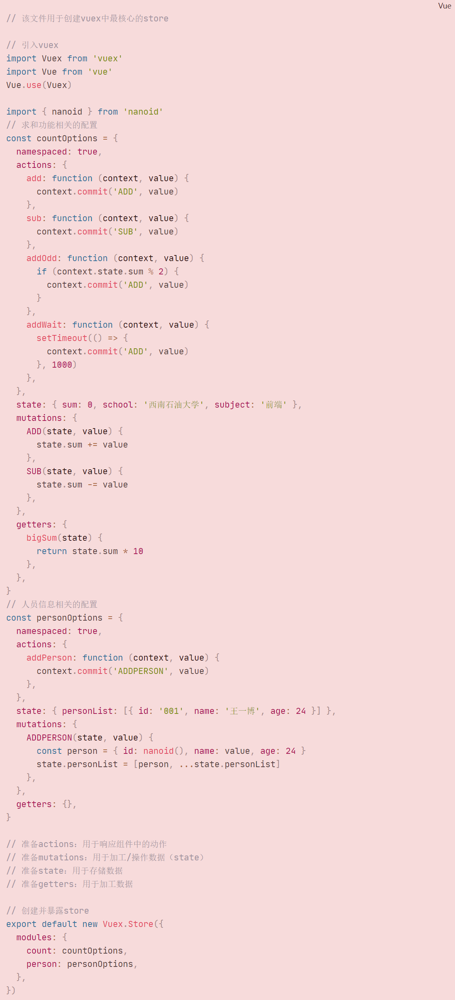 Vue
// 该文件用于创建vuex中最核心的store

// 引入vuex
import Vuex from 'vuex'
import Vue from 'vue'
Vue.use(Vuex)

import { nanoid } from 'nanoid'
// 求和功能相关的配置
const countOptions = {
  namespaced: true,
  actions: {
    add: function (context, value) {
      context.commit('ADD', value)
    },
    sub: function (context, value) {
      context.commit('SUB', value)
    },
    addOdd: function (context, value) {
      if (context.state.sum % 2) {
        context.commit('ADD', value)
      }
    },
    addWait: function (context, value) {
      setTimeout(() => {
        context.commit('ADD', value)
      }, 1000)
    },
  },
  state: { sum: 0, school: '西南石油大学', subject: '前端' },
  mutations: {
    ADD(state, value) {
      state.sum += value
    },
    SUB(state, value) {
      state.sum -= value
    },
  },
  getters: {
    bigSum(state) {
      return state.sum * 10
    },
  },
}
// 人员信息相关的配置
const personOptions = {
  namespaced: true,
  actions: {
    addPerson: function (context, value) {
      context.commit('ADDPERSON', value)
    },
  },
  state: { personList: [{ id: '001', name: '王一博', age: 24 }] },
  mutations: {
    ADDPERSON(state, value) {
      const person = { id: nanoid(), name: value, age: 24 }
      state.personList = [person, ...state.personList]
    },
  },
  getters: {},
}

// 准备actions：用于响应组件中的动作
// 准备mutations：用于加工/操作数据（state）
// 准备state：用于存储数据
// 准备getters：用于加工数据

// 创建并暴露store
export default new Vuex.Store({
  modules: {
    count: countOptions,
    person: personOptions,
  },
})